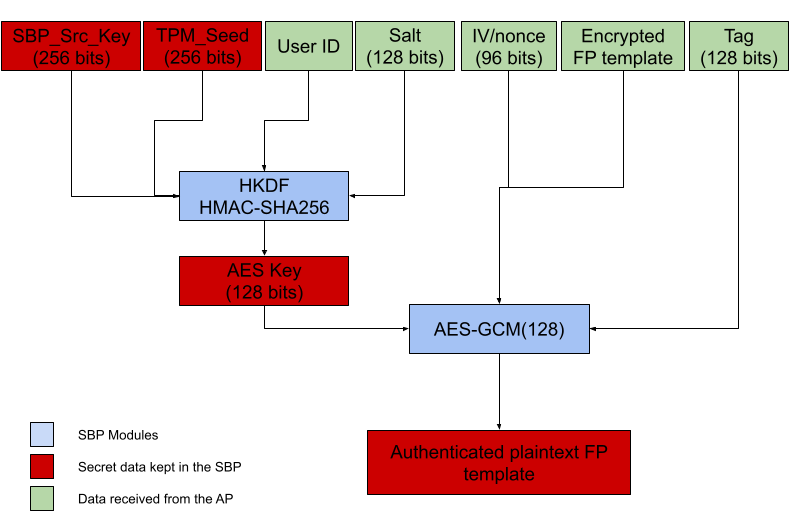 SBP_Src_Key
(256 bits)
TPM_Seed
(256 bits)
User ID
Salt
(128 bits)
IV/nonce
(96 bits)
Encrypted
FP template
Tag
(128 bits)
HKDF
HMAC-SHA256
AES Key
(128 bits)
AES-GCM(128)
Authenticated plaintext FP
template
SBP Modules
Secret data kept in the SBP
Data received from the AP